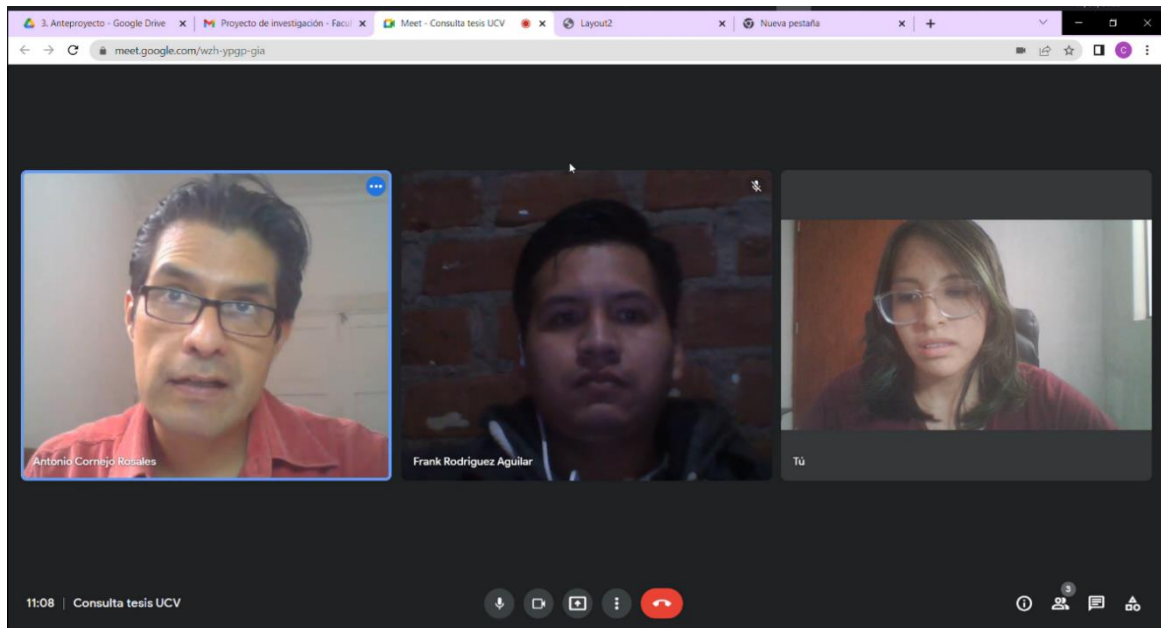 3. Anteproyecto - Google Drive
Proyecto de investigación - Facul
Meet - Consulta tesis UCV
Layout2
Nueva pestaña
meet.google.com/wzh-ypgp-gia
C
Antonio Cornejo Rosales
Frank Rodriguez Aguilar
Tú
11:08 | Consulta tesis UCV
3